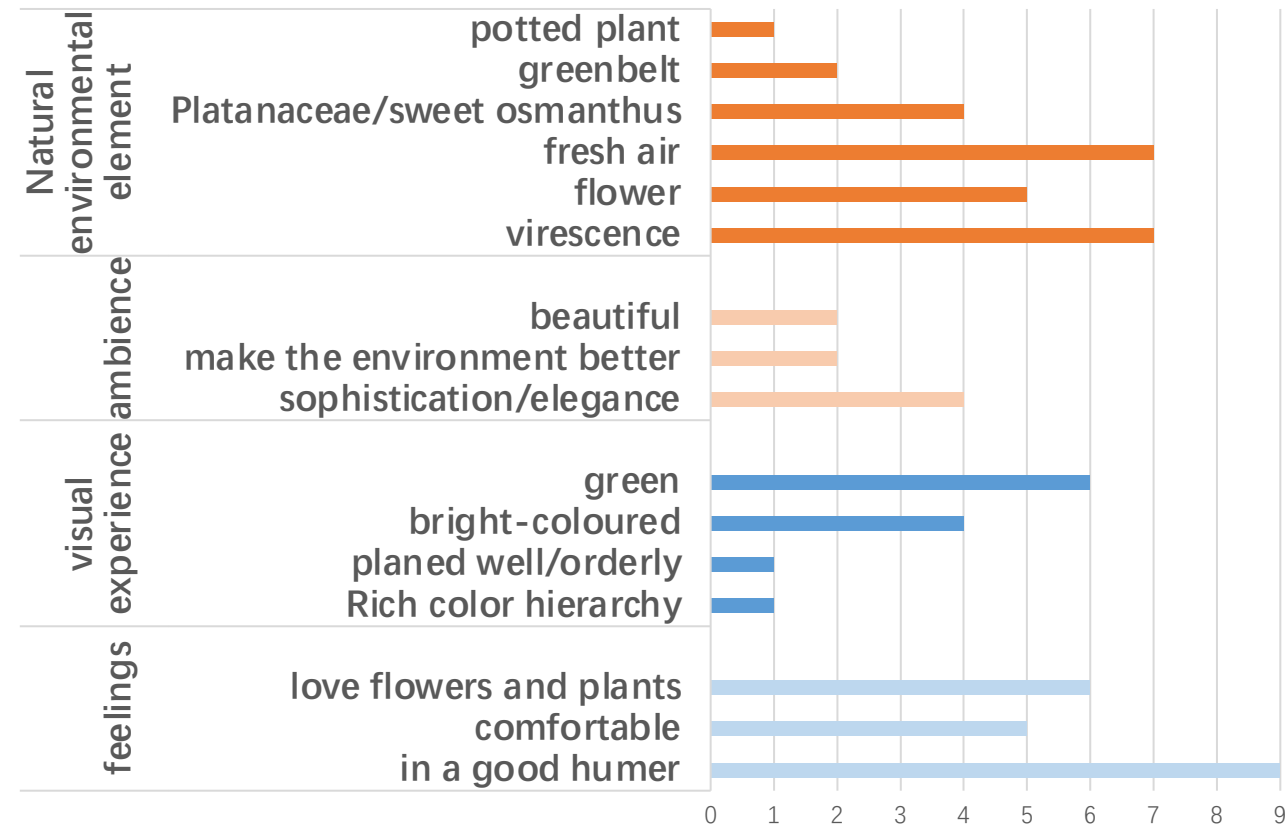 Natural
environmental
element
potted plant
greenbelt
Platanaceae/sweet osmanthus
fresh air
flower
virescence
ambience
beautiful
make the environment better
sophistication/elegance
visual
experience
green
bright-coloured
planed well/orderly
Rich color hierarchy
feelings
love flowers and plants
comfortable
in a good humer
0 1 2 3 4 5 6 7 8 9